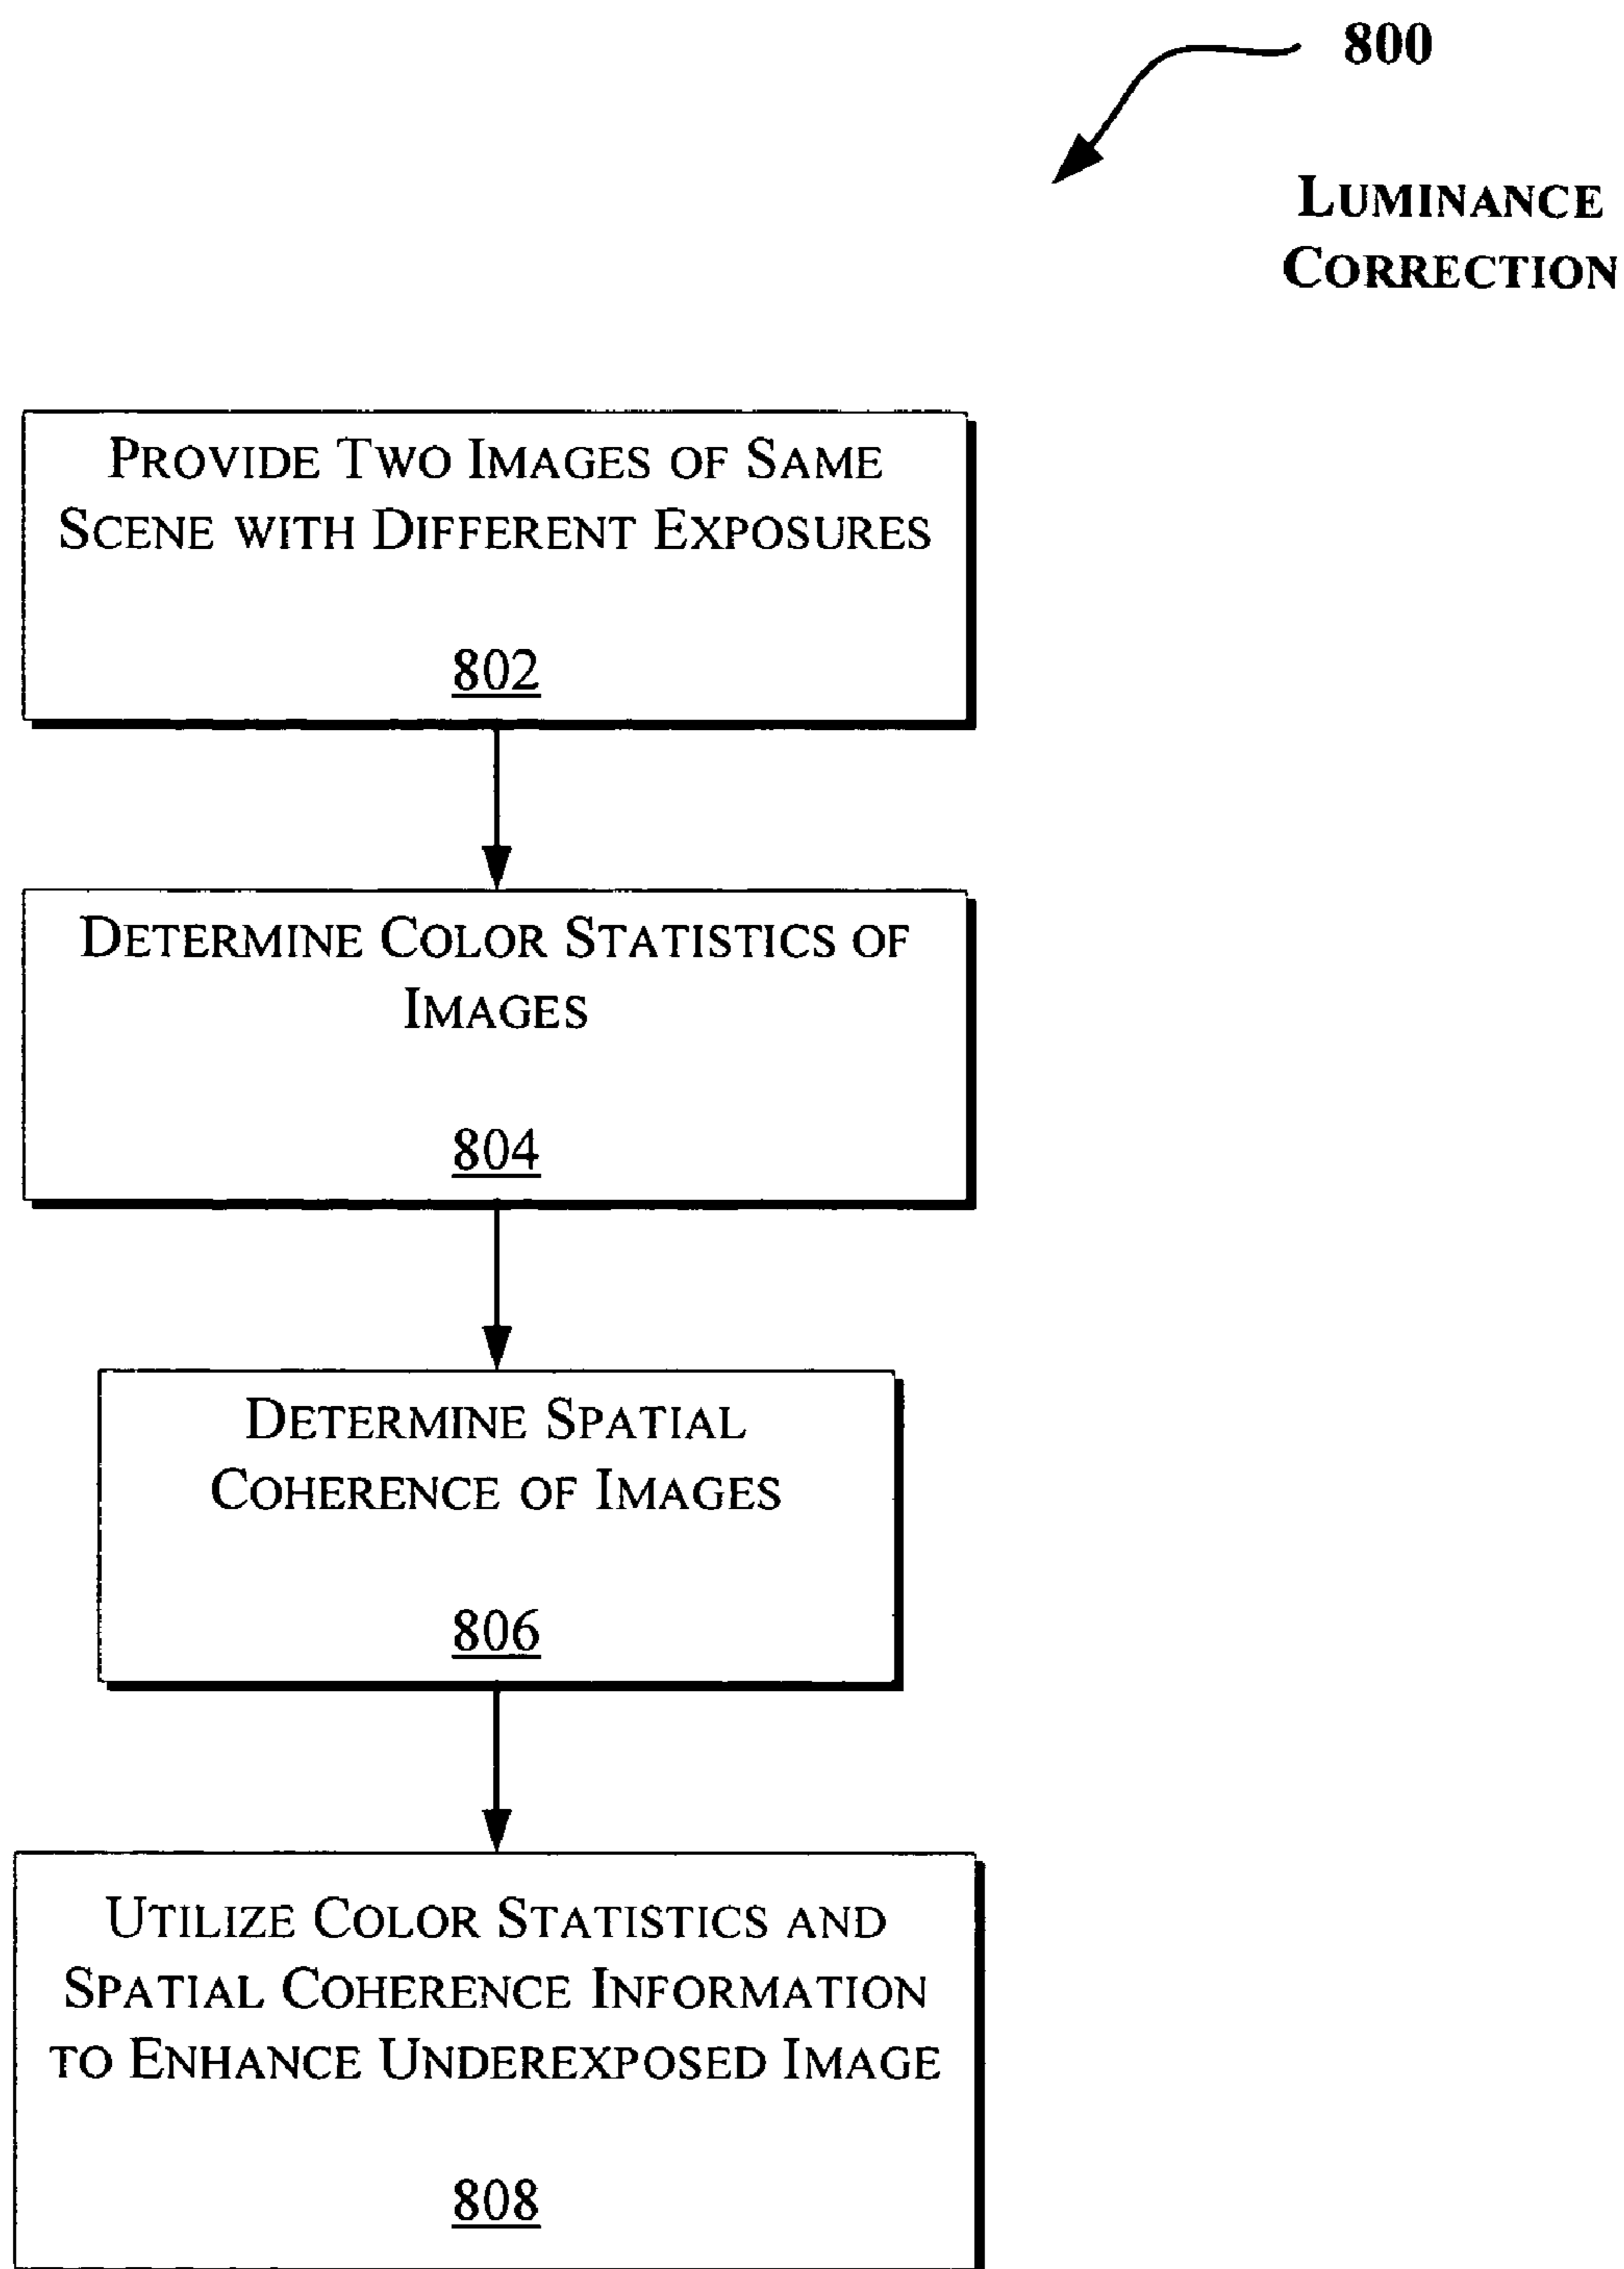 800
LUMINANCE
CORRECTION
PROVIDE TWO IMAGES OF SAME
SCENE WITH DIFFERENT EXPOSURES
802
DETERMINE COLOR STATISTICS OF
IMAGES
804
DETERMINE SPATIAL
COHERENCE OF IMAGES
806
UTILIZE COLOR STATISTICS AND
SPATIAL COHERENCE INFORMATION
TO ENHANCE UNDEREXPOSED IMAGE
808